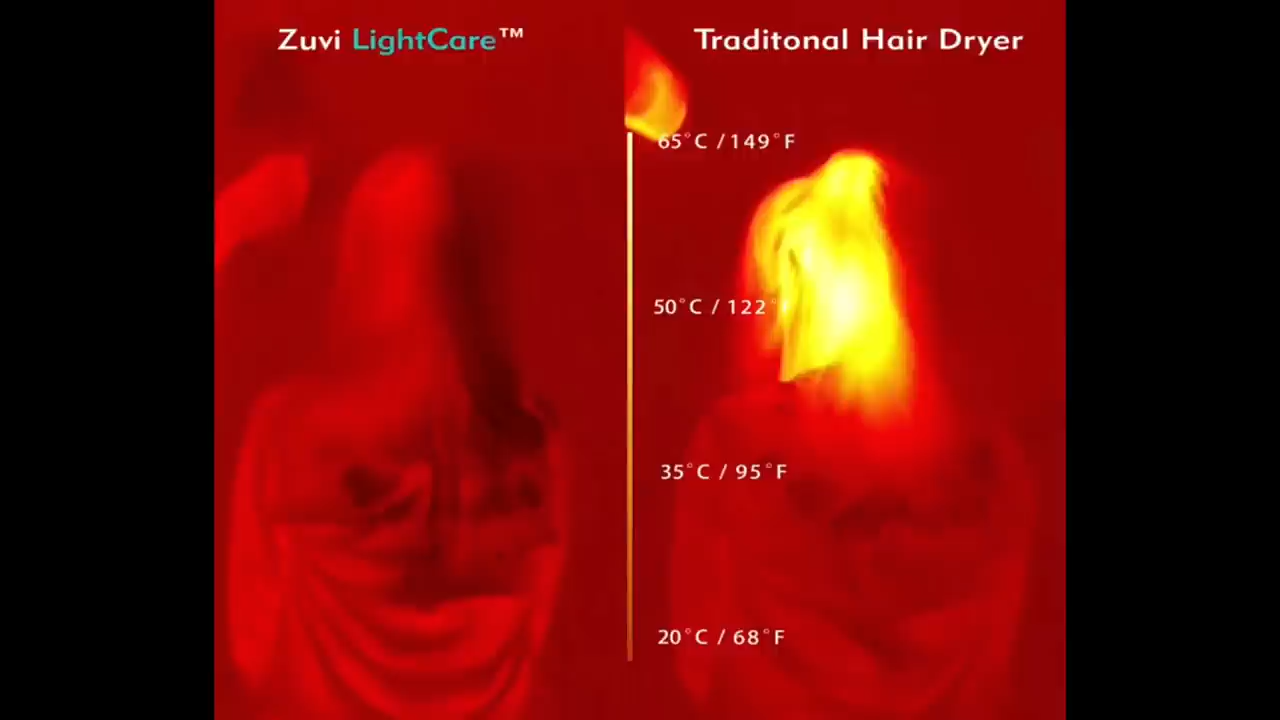 Zuvi LightCare™
Traditonal Hair Dryer
65°C / 149°F
50°C / 122°
35°C / 95°F
20°C / 68°F